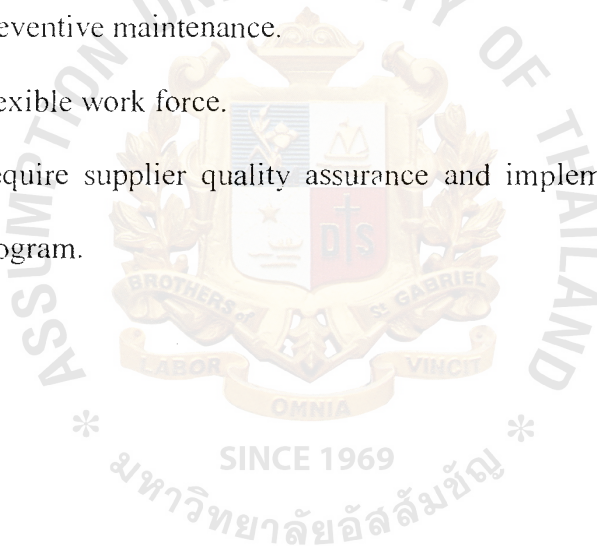 eventive maintenance.
exible work force.
equire supplier quality assurance and implem
ogram.
ASSUMPTION UNIVERSITY OF THAILAND
D S
BROTHERS of St GABRIEL
LABOR VINCIT
OMNIA
SINCE 1969
มหาวิทยาลัยอัสสัมชัญ